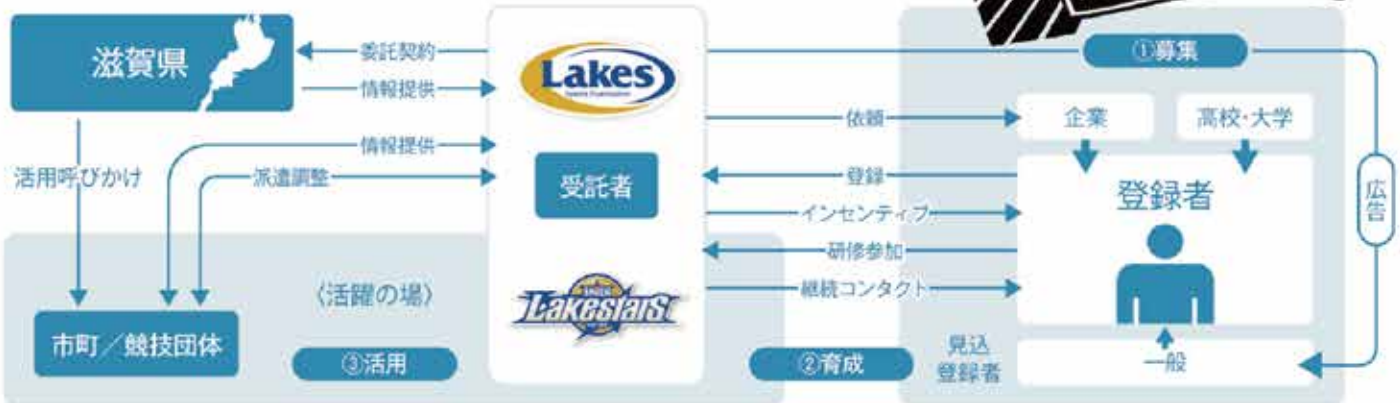 滋賀県
委託契約
情報提供
活用呼びかけ
情報提供
派遣調整
市町／競技団体
〈活躍の場〉
③活用
Lakes
受託者
Lakestars
①募集
依頼
登録
インセンティブ
研修参加
継続コンタクト
②育成
企業
高校・大学
登録者
見込
登録者
一般
広告